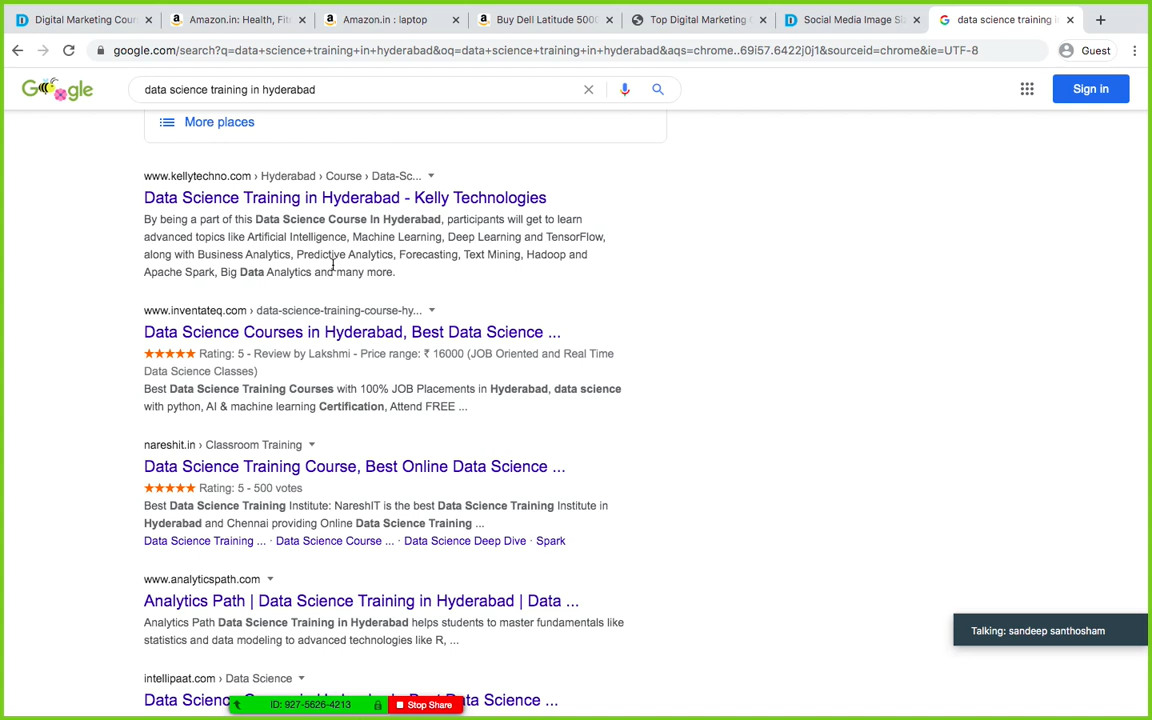 Digital Marketing Cour
Amazon.in: Health, Fit
Amazon.in : laptop
Buy Dell Latitude 5000
Top Digital Marketing C
Social Media Image Si
data science training i
google.com/search?q=data+science+training+in+hyderabad&oq=data+science+training+in+hyderabad&aqs=chrome..69i57.6422j0j1&sourceid=chrome&ie=UTF-8
Guest
Google
data science training in hyderabad
Sign in
More places
www.kellytechno.com › Hyderabad › Course › Data-Sc...
Data Science Training in Hyderabad - Kelly Technologies
By being a part of this Data Science Course In Hyderabad, participants will get to learn
advanced topics like Artificial Intelligence, Machine Learning, Deep Learning and TensorFlow,
along with Business Analytics, Predictive Analytics, Forecasting, Text Mining, Hadoop and
Apache Spark, Big Data Analytics and many more.
www.inventateq.com › data-science-training-course-hy...
Data Science Courses in Hyderabad, Best Data Science ...
★★★★★ Rating: 5 - Review by Lakshmi - Price range: ₹ 16000 (JOB Oriented and Real Time
Data Science Classes)
Best Data Science Training Courses with 100% JOB Placements in Hyderabad, data science
with python, AI & machine learning Certification, Attend FREE ...
nareshit.in › Classroom Training
Data Science Training Course, Best Online Data Science ...
★★★★★ Rating: 5 - 500 votes
Best Data Science Training Institute: NareshIT is the best Data Science Training Institute in
Hyderabad and Chennai providing Online Data Science Training ...
Data Science Training ... · Data Science Course ... · Data Science Deep Dive · Spark
www.analyticspath.com
Analytics Path | Data Science Training in Hyderabad | Data ...
Analytics Path Data Science Training in Hyderabad helps students to master fundamentals like
statistics and data modeling to advanced technologies like R, ...
Talking: sandeep santhosham
intellipaat.com › Data Science
Data Science ... Data Science ...
ID: 927-5626-4213
Stop Share